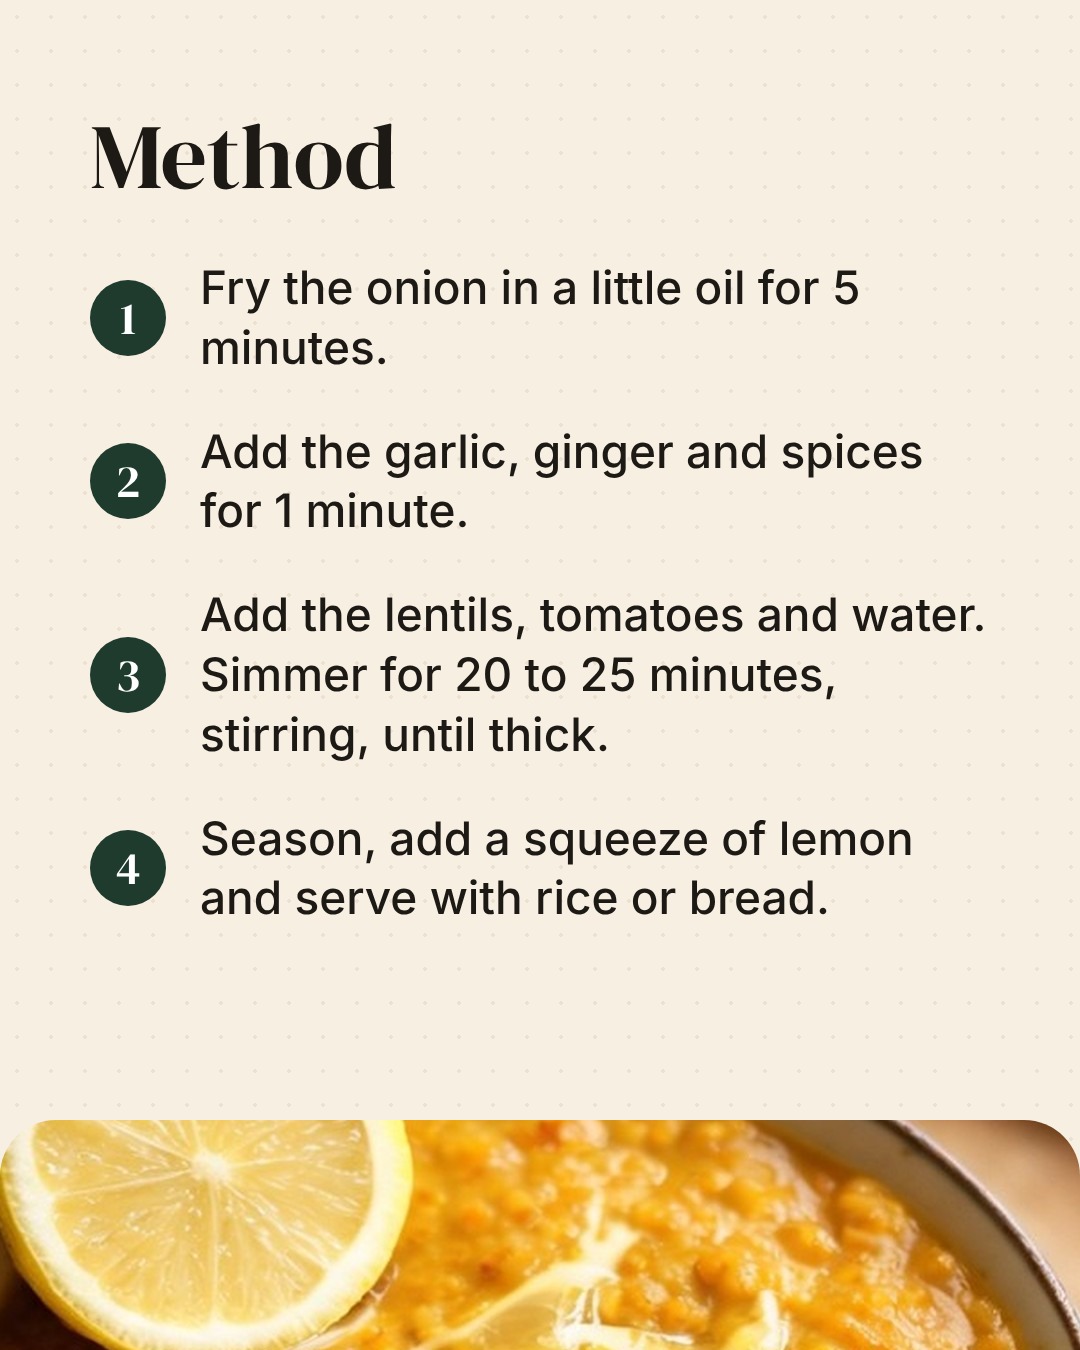 Method
1
Fry the onion in a little oil for 5
minutes.
2
Add the garlic, ginger and spices
for 1 minute.
3
Add the lentils, tomatoes and water.
Simmer for 20 to 25 minutes,
stirring, until thick.
4
Season, add a squeeze of lemon
and serve with rice or bread.